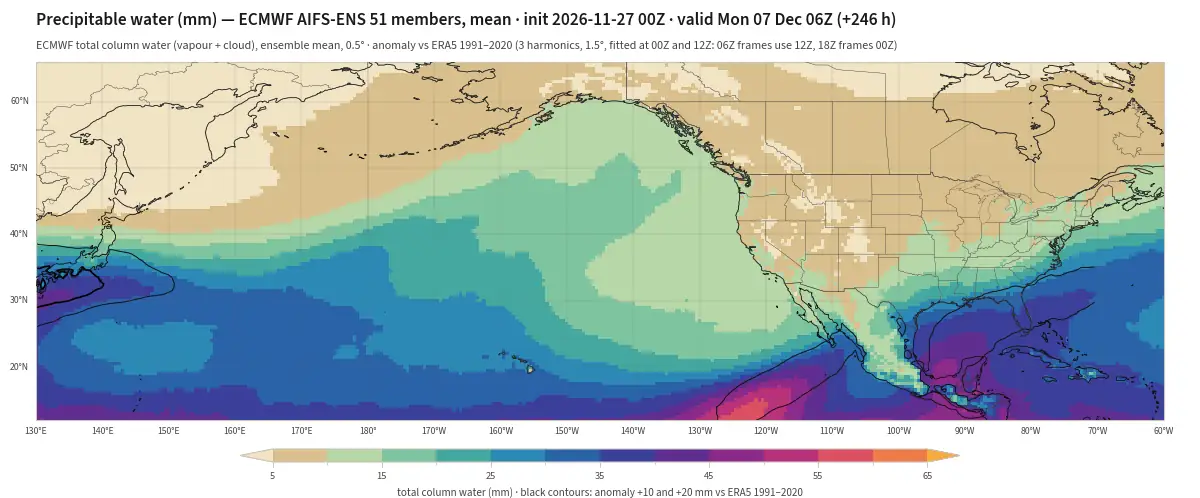 Precipitable water (mm) — ECMWF AIFS-ENS 51 members, mean · init 2026-11-27 00Z · valid Mon 07 Dec 06Z (+246 h)
ECMWF total column water (vapour + cloud), ensemble mean, 0.5° · anomaly vs ERA5 1991–2020 (3 harmonics, 1.5°, fitted at 00Z and 12Z: 06Z frames use 12Z, 18Z frames 00Z)
60°N
50°N
40°N
30°N
20°N
130°E 140°E 150°E 160°E 170°E 180° 170°W 160°W 150°W 140°W 130°W 120°W 110°W 100°W 90°W 80°W 70°W 60°W
5 15 25 35 45 55 65
total column water (mm) · black contours: anomaly +10 and +20 mm vs ERA5 1991–2020